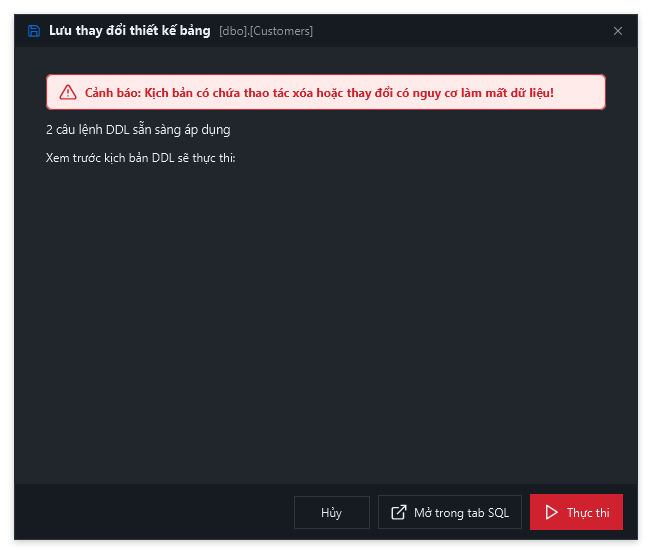 Lưu thay đổi thiết kế bảng [dbo].[Customers]
Cảnh báo: Kịch bản có chứa thao tác xóa hoặc thay đổi có nguy cơ làm mất dữ liệu!
2 câu lệnh DDL sẵn sàng áp dụng
Xem trước kịch bản DDL sẽ thực thi:
Hủy
Mở trong tab SQL
Thực thi